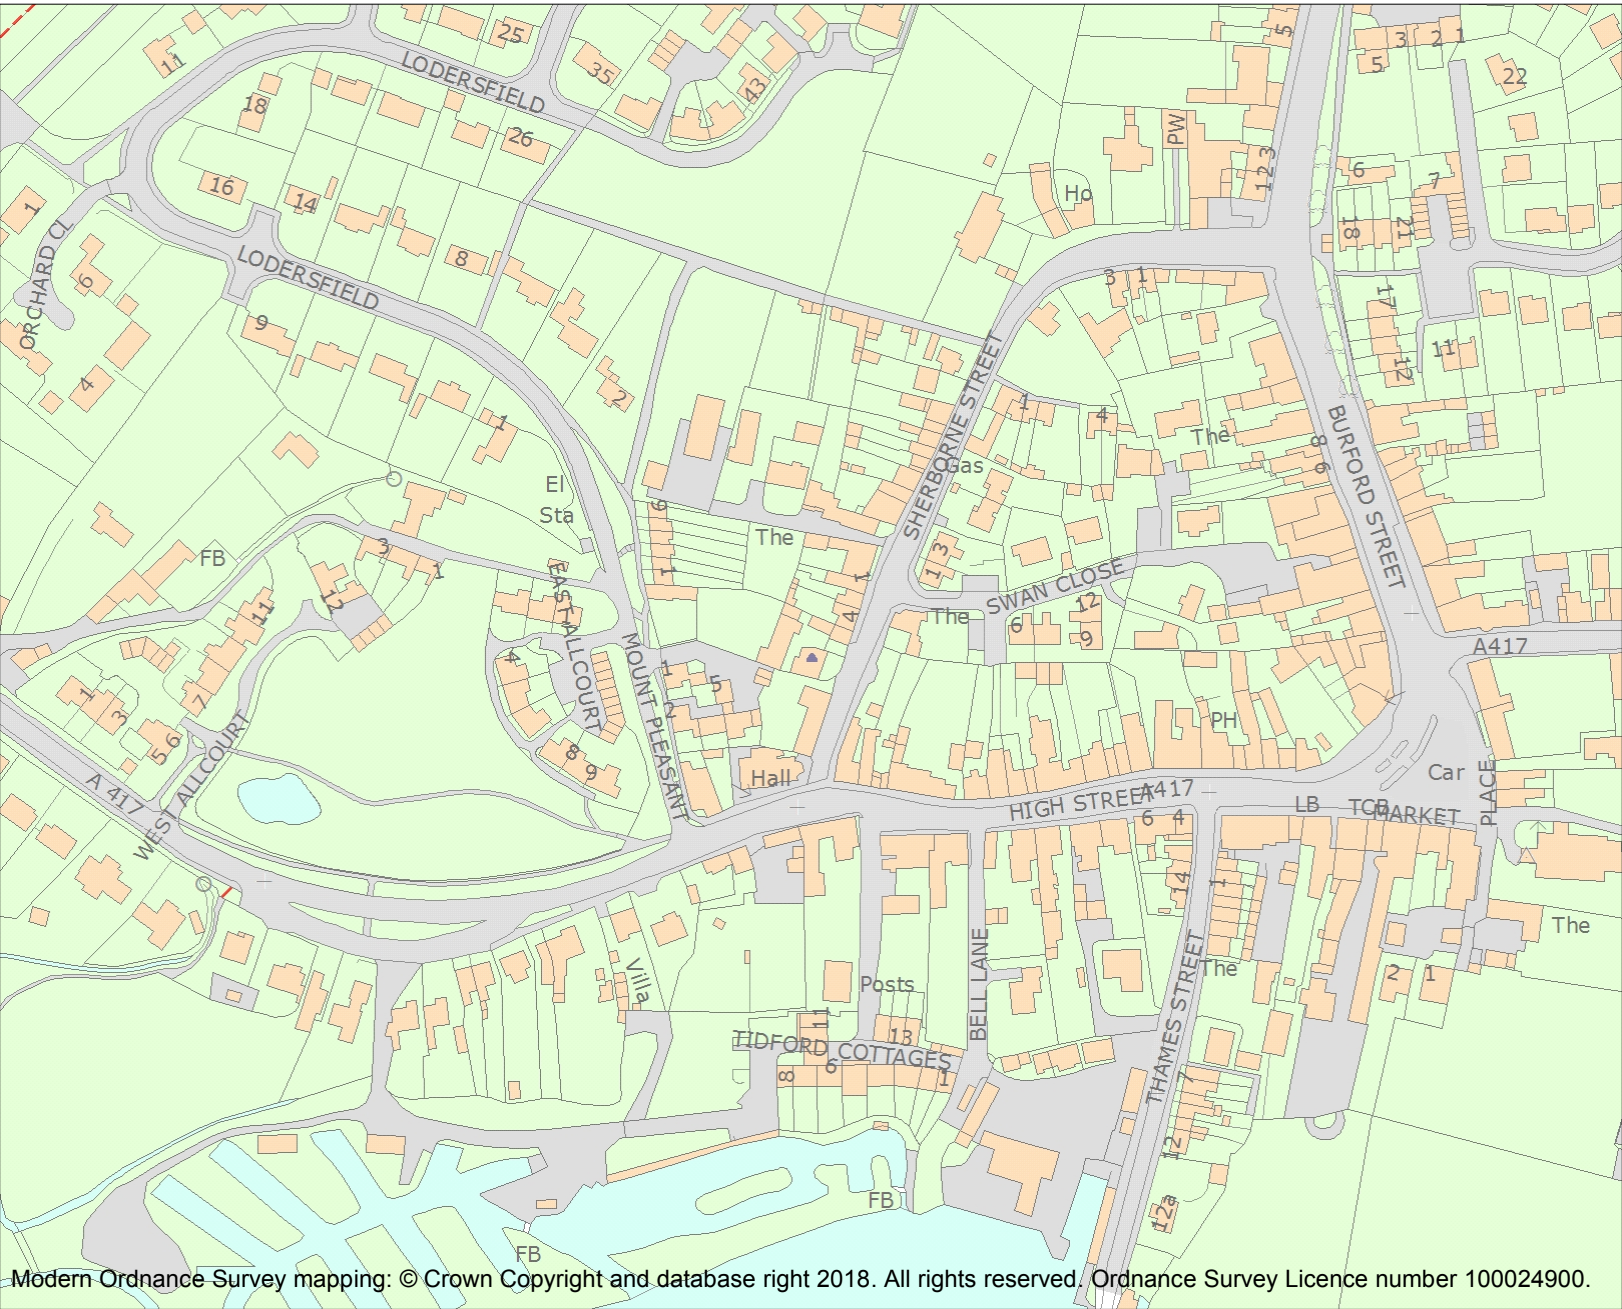 25
11
35
43
LODERSFIELD
18
26
16
14
1
ORCHARD CL
6
8
LODERSFIELD
9
4
2
1
5
3 2 1
5
22
PW
1 2 3
6
7
Ho
18
21
3 1
17
SHERBORNE STREET
1
4
12
11
The
8
6
BURFORD STREET
Gas
El
Sta
9
The
FB
3
1
1
1
3
1
EAST ALLCOURT
SWAN CLOSE
12
11
12
4
The
6
9
A417
4
MOUNT PLEASANT
1
5
2
1
3
7
5 6
WEST ALLCOURT
A 417
8
9
PH
Hall
Car
HIGH STREET
A417
LB
TCB
MARKET
PLACE
6
4
14
1
The
Villa
Posts
BELL LANE
THAMES STREET
The
2
1
11
13
TIDFORD COTTAGES
8
6
1
7
12
12a
FB
FB
Modern Ordnance Survey mapping: © Crown Copyright and database right 2018. All rights reserved. Ordnance Survey Licence number 100024900.